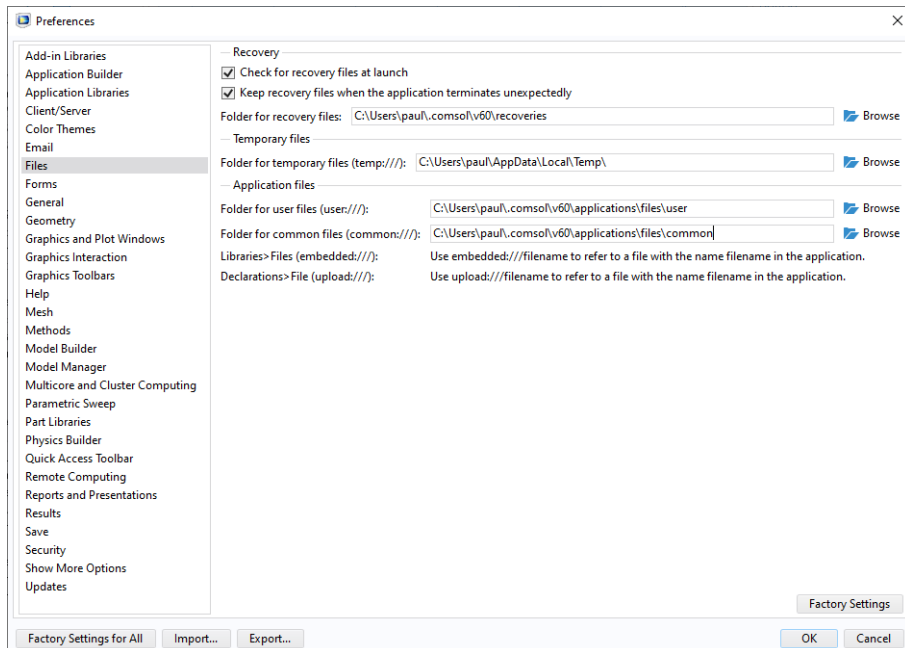 Preferences
Add-in Libraries
Application Builder
Application Libraries
Client/Server
Color Themes
Email
Files
Forms
General
Geometry
Graphics and Plot Windows
Graphics Interaction
Graphics Toolbars
Help
Mesh
Methods
Model Builder
Model Manager
Multicore and Cluster Computing
Parametric Sweep
Part Libraries
Physics Builder
Quick Access Toolbar
Remote Computing
Reports and Presentations
Results
Save
Security
Show More Options
Updates
Recovery
Check for recovery files at launch
Keep recovery files when the application terminates unexpectedly
Folder for recovery files: C:\Users\paul\.comsol\v60\recoveries Browse
Temporary files
Folder for temporary files (temp:///): C:\Users\paul\AppData\Local\Temp\ Browse
Application files
Folder for user files (user:///): C:\Users\paul\.comsol\v60\applications\files\user Browse
Folder for common files (common:///): C:\Users\paul\.comsol\v60\applications\files\common Browse
Libraries>Files (embedded:///): Use embedded:///filename to refer to a file with the name filename in the application.
Declarations>File (upload:///): Use upload:///filename to refer to a file with the name filename in the application.
Factory Settings
Factory Settings for All Import... Export... OK Cancel